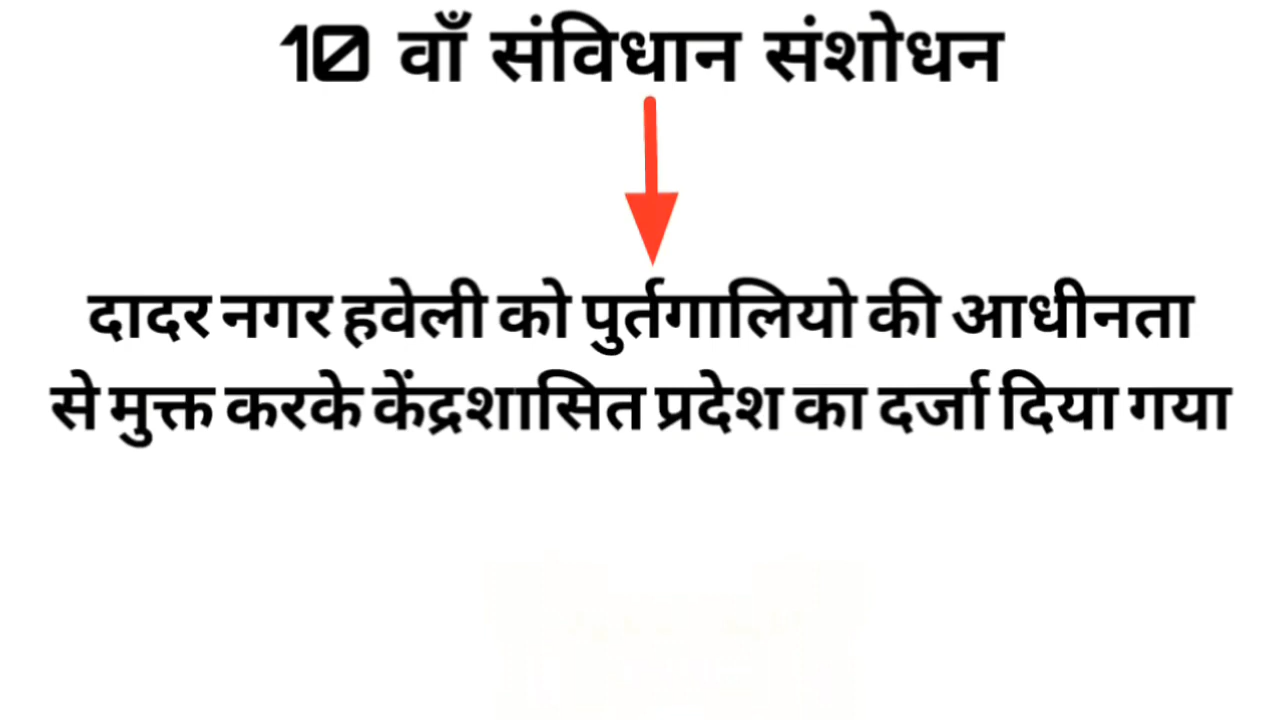 10 वाँ संविधान संशोधन
दादर नगर हवेली को पुर्तगालियो की आधीनता
से मुक्त करके केंद्रशासित प्रदेश का दर्जा दिया गया